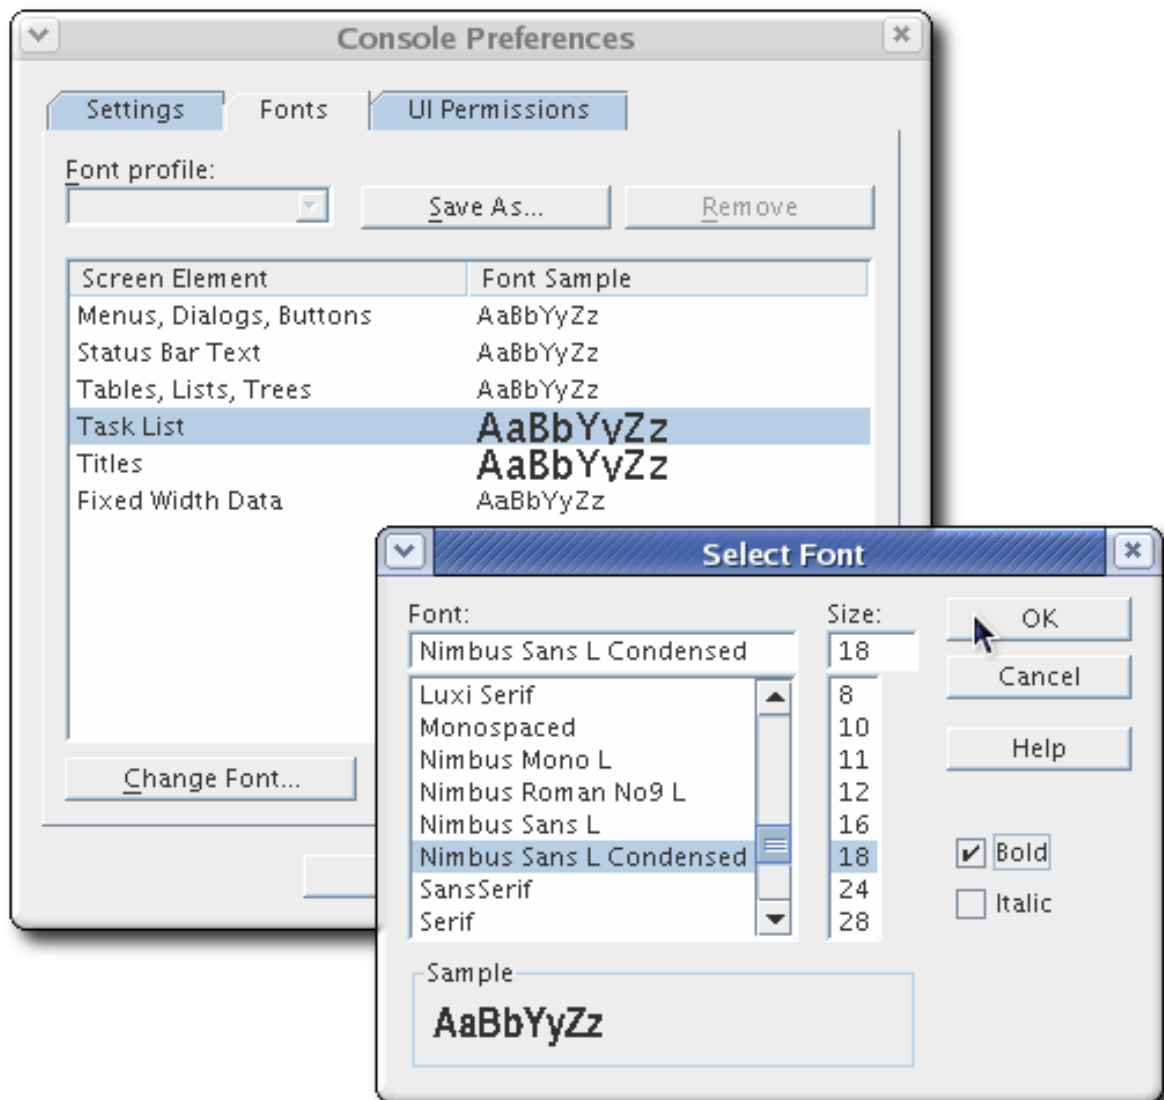 Console Preferences
Settings Fonts UI Permissions
Font profile:
Save As... Remove
Screen Element Font Sample
Menus, Dialogs, Buttons AaBbYyZz
Status Bar Text AaBbYyZz
Tables, Lists, Trees AaBbYyZz
Task List AaBbYyZz
Titles AaBbYyZz
Fixed Width Data AaBbYyZz
Change Font...
Select Font
Font: Size:
Nimbus Sans L Condensed 18
OK
Cancel
Help
Luxi Serif 8
Monospaced 10
Nimbus Mono L 11
Nimbus Roman No9 L 12
Nimbus Sans L 16
Nimbus Sans L Condensed 18
SansSerif 24
Serif 28
Bold
Italic
Sample
AaBbYyZz